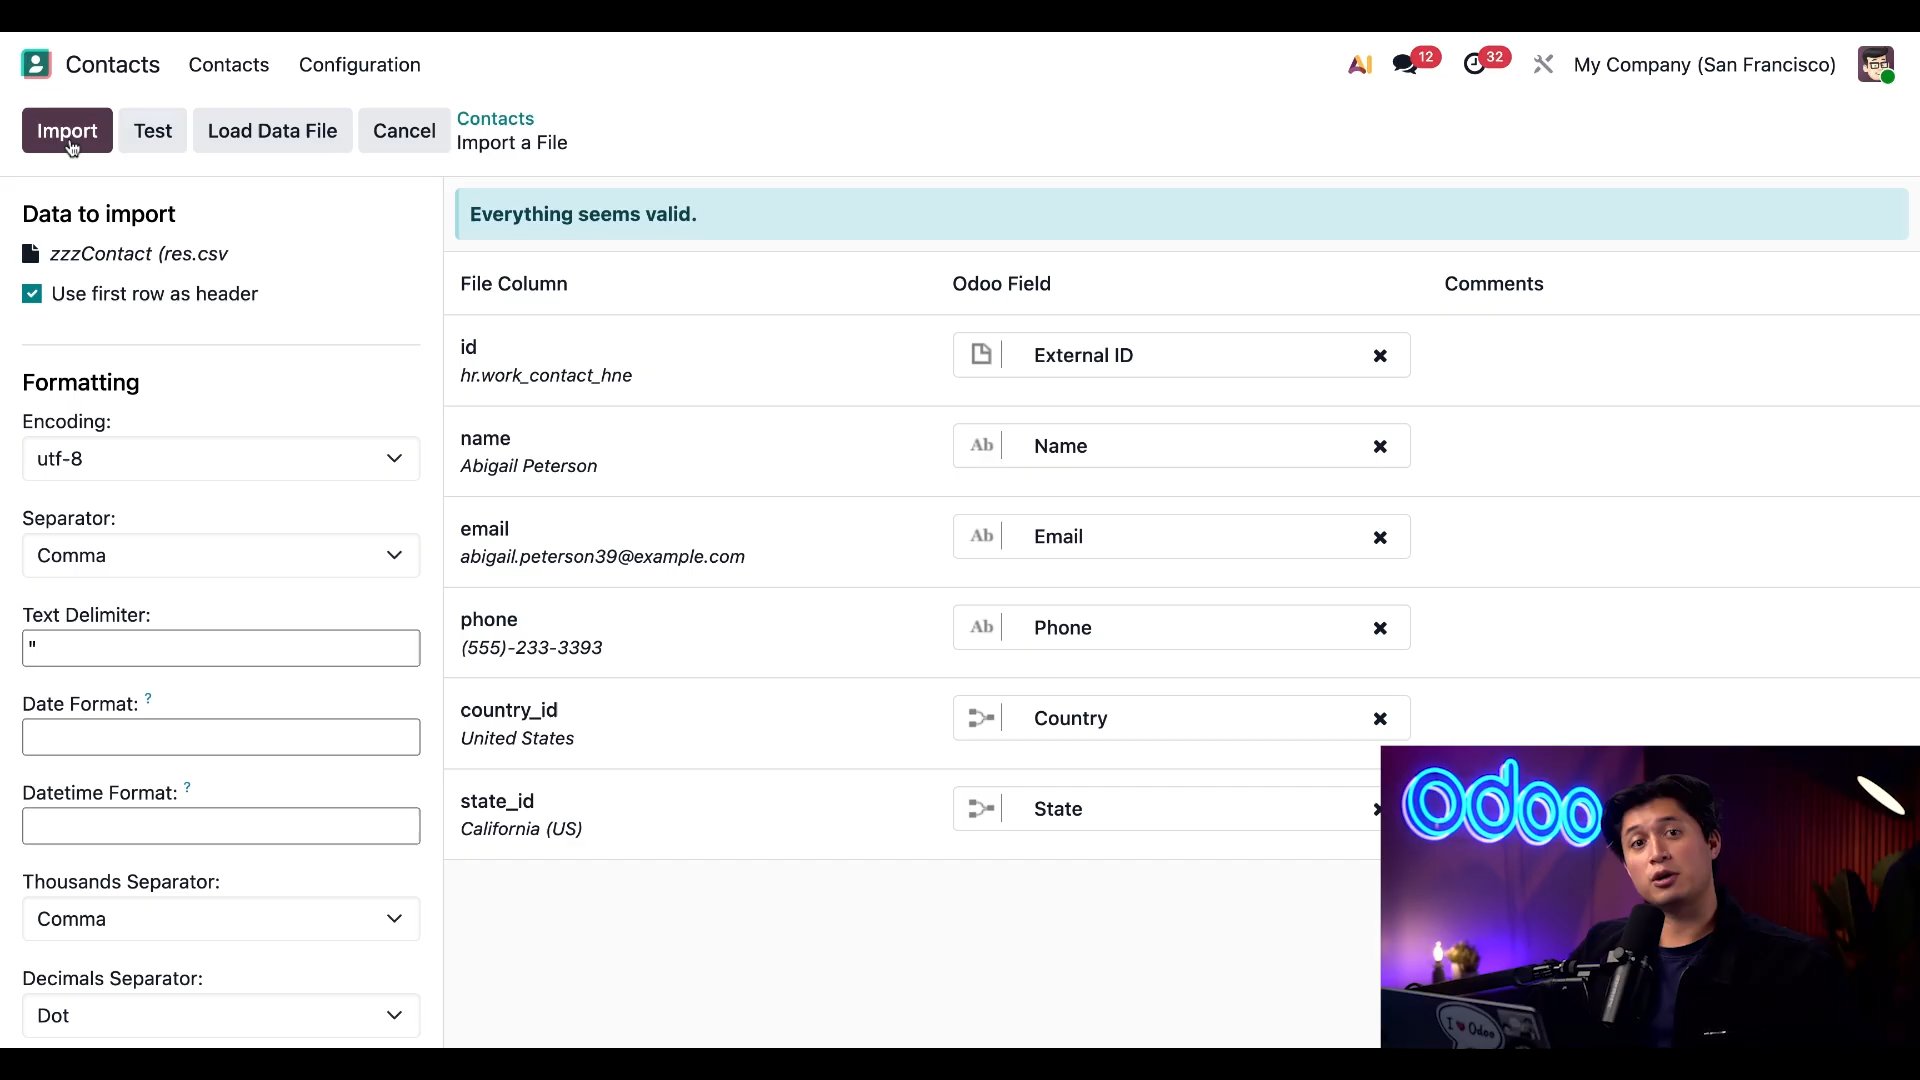 Contacts
Contacts
Configuration
AI
12
32
My Company (San Francisco)
Import
Test
Load Data File
Cancel
Contacts
Import a File
Data to import
zzzContact (res.csv
Use first row as header
Formatting
Encoding:
utf-8
Separator:
Comma
Text Delimiter:
"
Date Format: ?
Datetime Format: ?
Thousands Separator:
Comma
Decimals Separator:
Dot
Everything seems valid.
File Column
Odoo Field
Comments
id
hr.work_contact_hne
External ID
name
Abigail Peterson
Ab
Name
email
abigail.peterson39@example.com
Ab
Email
phone
(555)-233-3393
Ab
Phone
country_id
United States
Country
state_id
California (US)
State
odoo
I ♥ Odoo